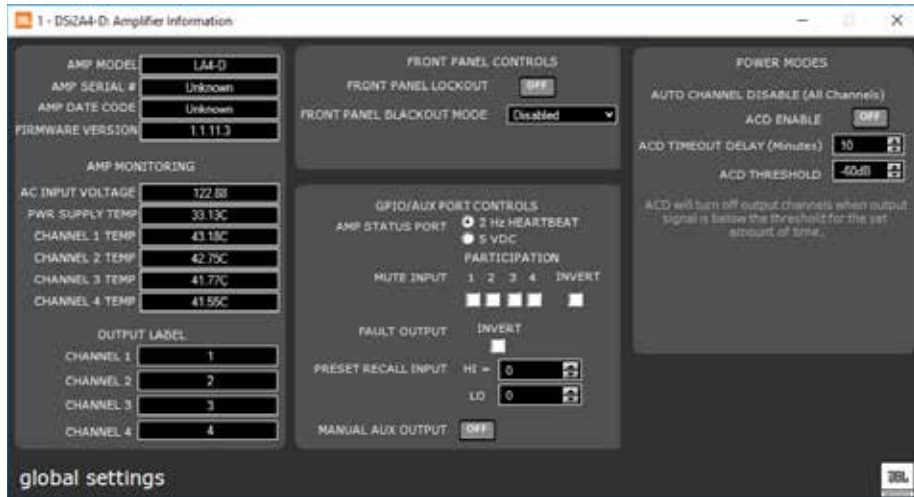 1 - DSi2A4-D: Amplifier Information
AMP MODEL LA4-D
AMP SERIAL # Unknown
AMP DATE CODE Unknown
FIRMWARE VERSION 1.1.11.3
AMP MONITORING
AC INPUT VOLTAGE 122.88
PWR SUPPLY TEMP 33.13C
CHANNEL 1 TEMP 43.18C
CHANNEL 2 TEMP 42.75C
CHANNEL 3 TEMP 41.77C
CHANNEL 4 TEMP 41.55C
OUTPUT LABEL
CHANNEL 1 1
CHANNEL 2 2
CHANNEL 3 3
CHANNEL 4 4
FRONT PANEL CONTROLS
FRONT PANEL LOCKOUT OFF
FRONT PANEL BLACKOUT MODE Disabled
GPIO/AUX PORT CONTROLS
AMP STATUS PORT 2 Hz HEARTBEAT
5 VDC
PARTICIPATION
MUTE INPUT 1 2 3 4 INVERT
FAULT OUTPUT INVERT
PRESET RECALL INPUT HI = 0
LO 0
MANUAL AUX OUTPUT OFF
POWER MODES
AUTO CHANNEL DISABLE (All Channels)
ACD ENABLE OFF
ACD TIMEOUT DELAY (Minutes) 10
ACD THRESHOLD -60dB
ACD will turn off output channels when output
signal is below the threshold for the set
amount of time.
global settings
JBL